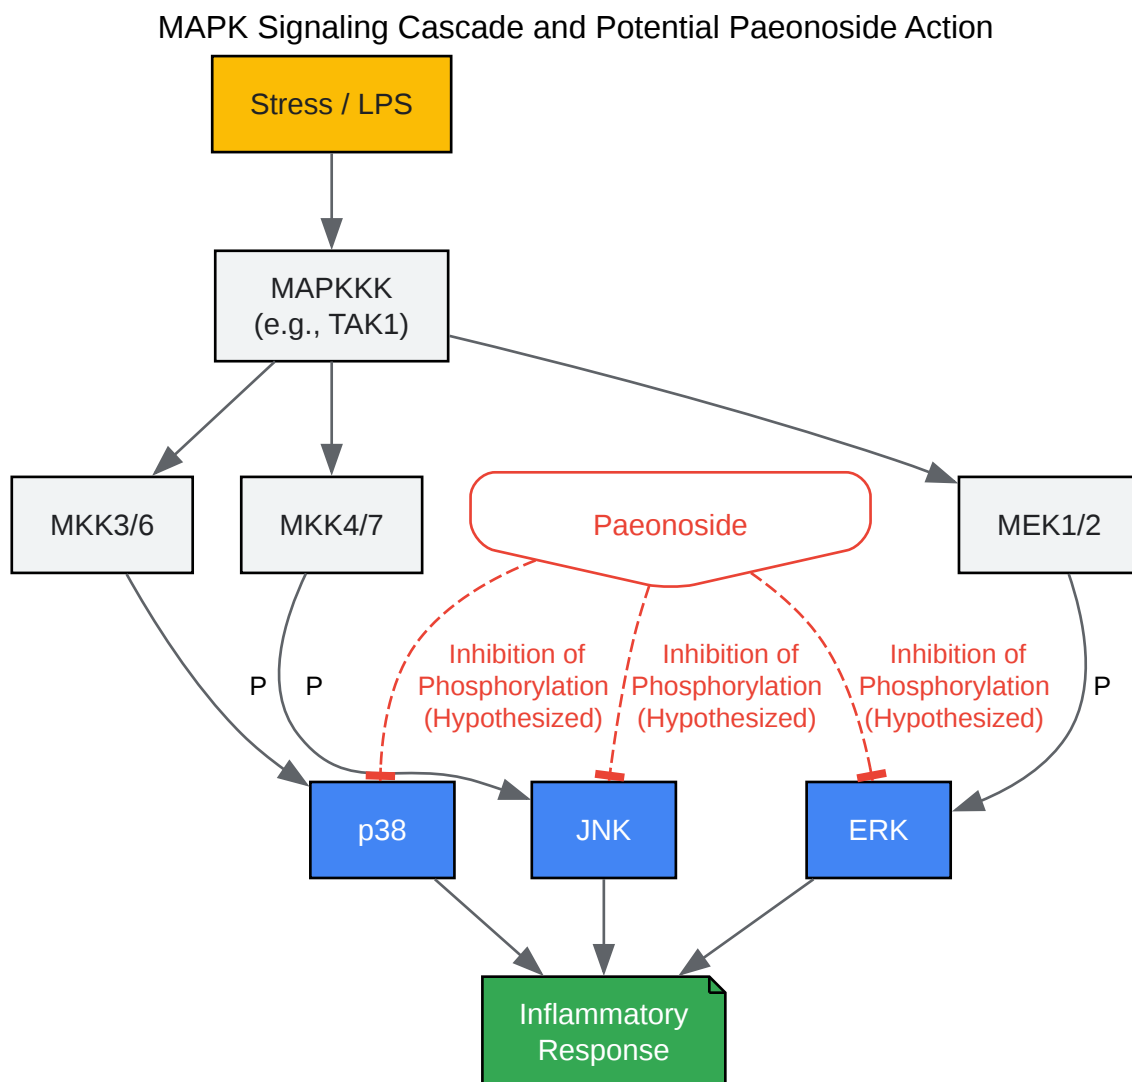 MAPK Signaling Cascade and Potential Paeonoside Action
Stress / LPS
MAPKKK
(e.g., TAK1)
MKK3/6
MKK4/7
Paeonoside
MEK1/2
Inhibition of
Phosphorylation
(Hypothesized)
Inhibition of
Phosphorylation
(Hypothesized)
Inhibition of
Phosphorylation
(Hypothesized)
P
P
P
p38
JNK
ERK
Inflammatory
Response